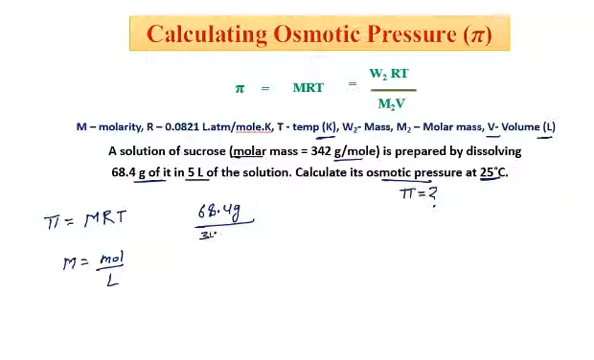 Calculating Osmotic Pressure (π)
π = MRT = W₂ RT / M₂V
M – molarity, R – 0.0821 L.atm/mole.K, T - temp (K), W₂- Mass, M₂ – Molar mass, V- Volume (L)
A solution of sucrose (molar mass = 342 g/mole) is prepared by dissolving
68.4 g of it in 5 L of the solution. Calculate its osmotic pressure at 25°C.
π = ?
π = MRT
68.4g
M = mol / L